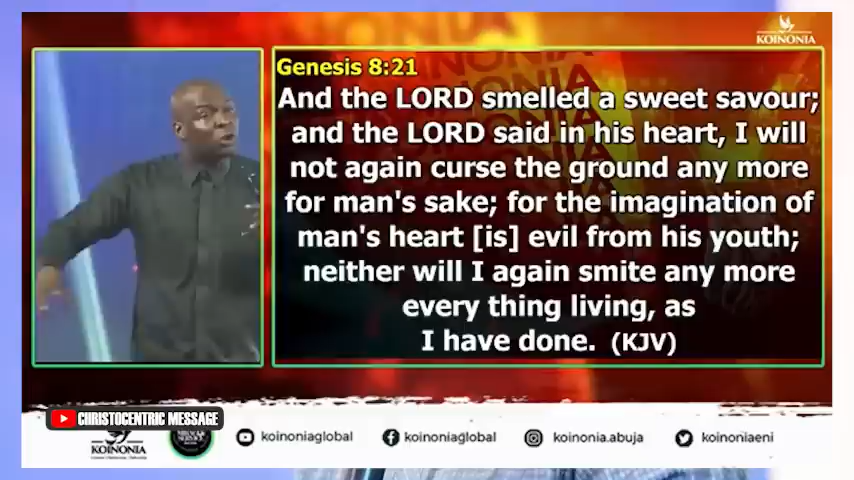 KOINONIA
Genesis 8:21
And the LORD smelled a sweet savour;
and the LORD said in his heart, I will
not again curse the ground any more
for man's sake; for the imagination of
man's heart [is] evil from his youth;
neither will I again smite any more
every thing living, as
I have done. (KJV)
CHRISTOCENTRIC MESSAGE
KOINONIA
koinoniaglobal
koinoniaglobal
koinonia.abuja
koinoniaeni